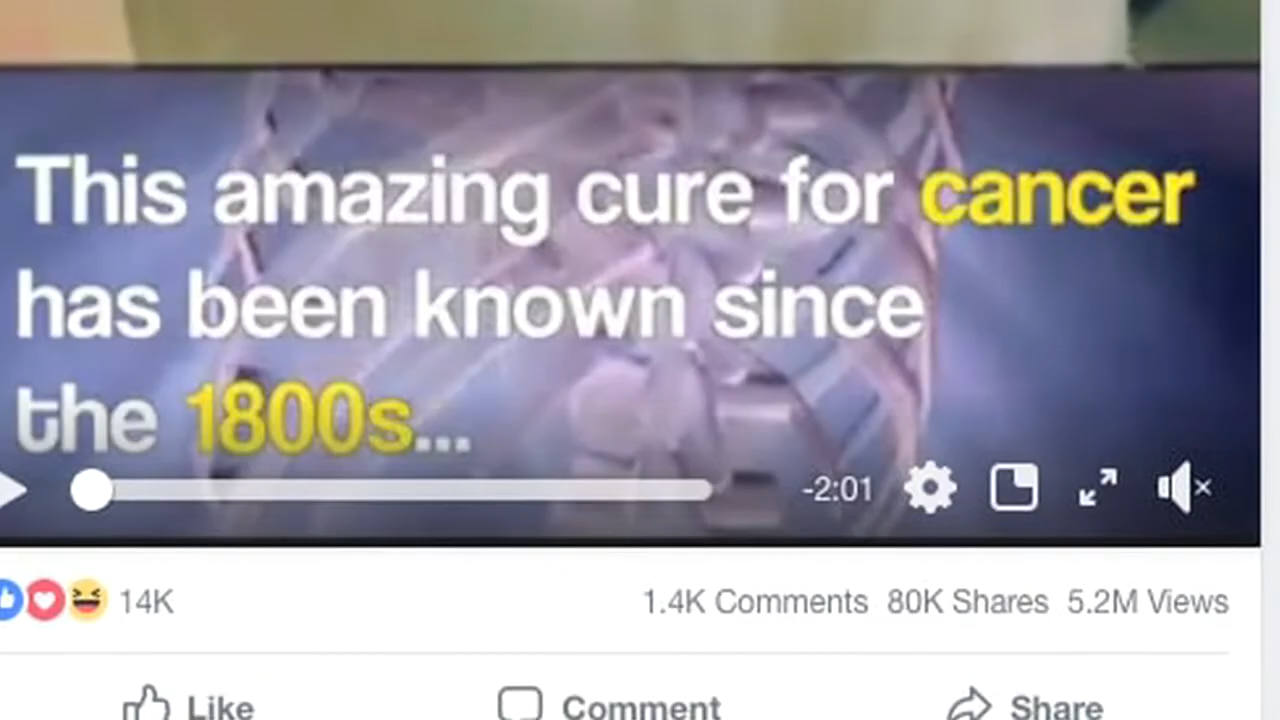 This amazing cure for cancer
has been known since
the 1800s...
-2:01
14K 1.4K Comments 80K Shares 5.2M Views
Like Comment Share